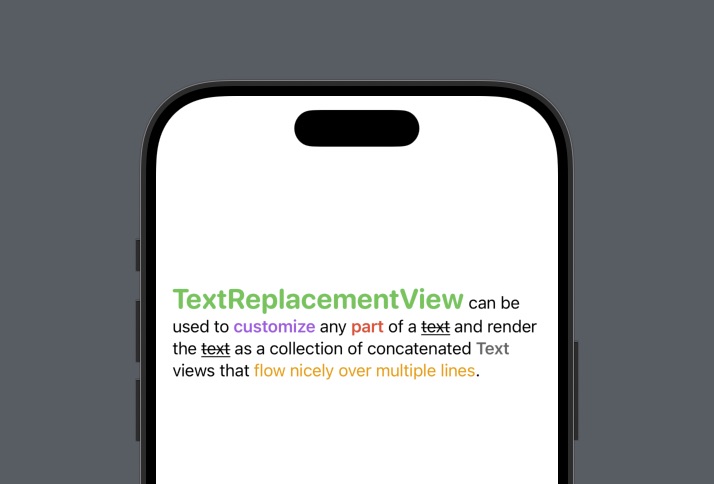 TextReplacementView can be
used to customize any part of a text and render
the text as a collection of concatenated Text
views that flow nicely over multiple lines.